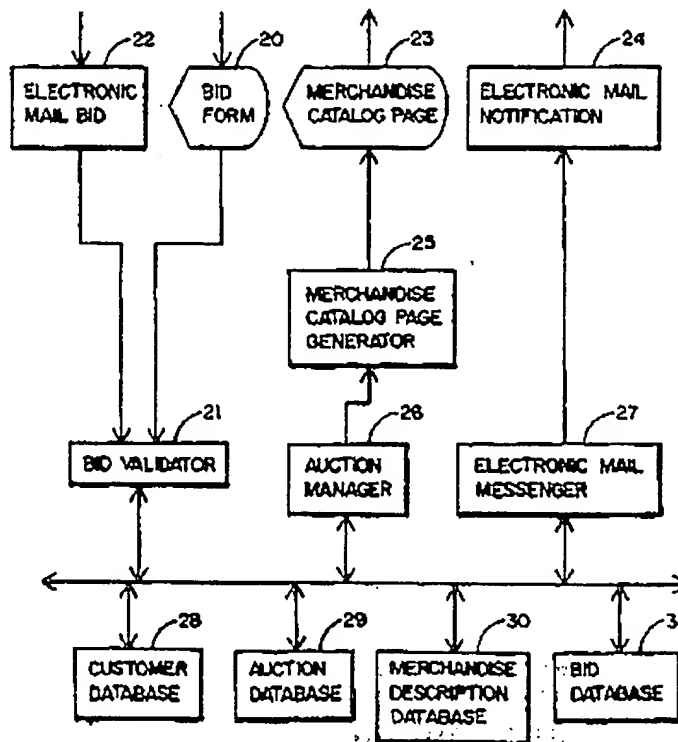 22
20
23
24
ELECTRONIC
MAIL BID
BID
FORM
MERCHANDISE
CATALOG PAGE
ELECTRONIC MAIL
NOTIFICATION
25
MERCHANDISE
CATALOG PAGE
GENERATOR
21
26
27
BID VALIDATOR
AUCTION
MANAGER
ELECTRONIC MAIL
MESSENGER
28
29
30
3
CUSTOMER
DATABASE
AUCTION
DATABASE
MERCHANDISE
DESCRIPTION
DATABASE
BID
DATABASE